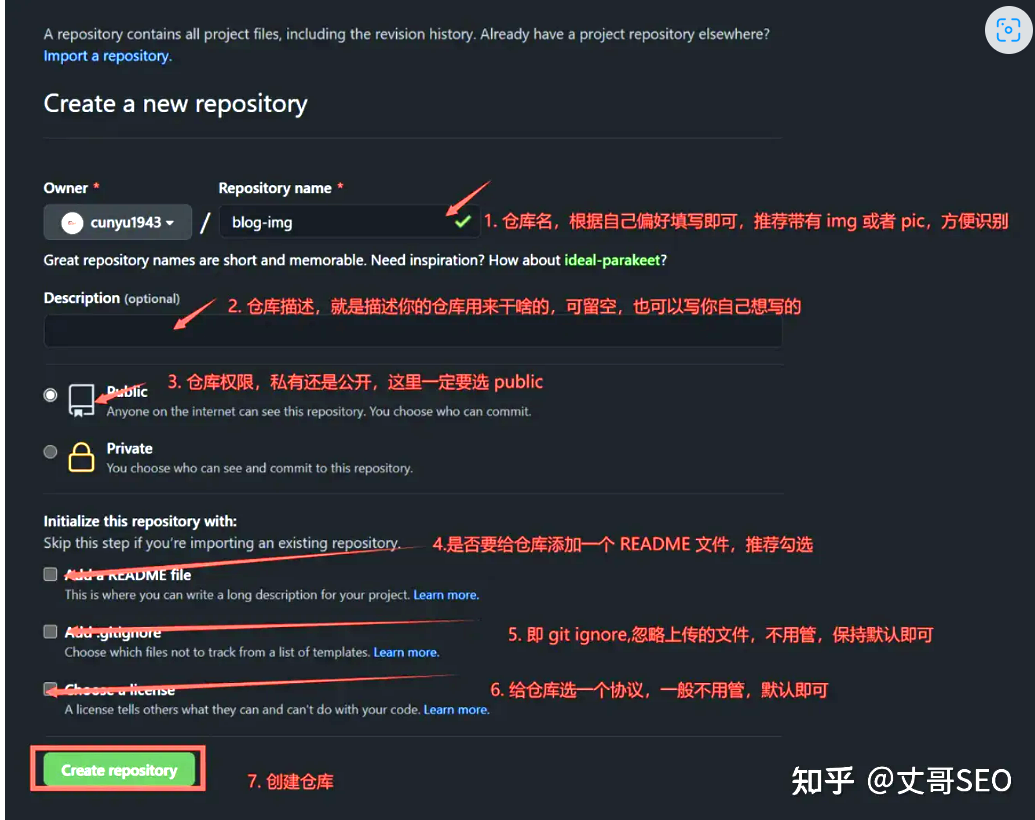 A repository contains all project files, including the revision history. Already have a project repository elsewhere?
Import a repository.
Create a new repository
Owner *
Repository name *
cunyu1943 / blog-img
1. 仓库名，根据自己偏好填写即可，推荐带有 img 或者 pic，方便识别
Great repository names are short and memorable. Need inspiration? How about ideal-parakeet?
Description (optional)
2. 仓库描述，就是描述你的仓库用来干啥的，可留空，也可以写你自己想写的
3. 仓库权限，私有还是公开，这里一定要选 public
Public
Anyone on the internet can see this repository. You choose who can commit.
Private
You choose who can see and commit to this repository.
Initialize this repository with:
Skip this step if you're importing an existing repository.
4.是否要给仓库添加一个 README 文件，推荐勾选
Add a README file
This is where you can write a long description for your project. Learn more.
Add .gitignore
5. 即 git ignore,忽略上传的文件，不用管，保持默认即可
Choose which files not to track from a list of templates. Learn more.
Choose a license
6. 给仓库选一个协议，一般不用管，默认即可
A license tells others what they can and can't do with your code. Learn more.
Create repository
7. 创建仓库
知乎 @丈哥SEO